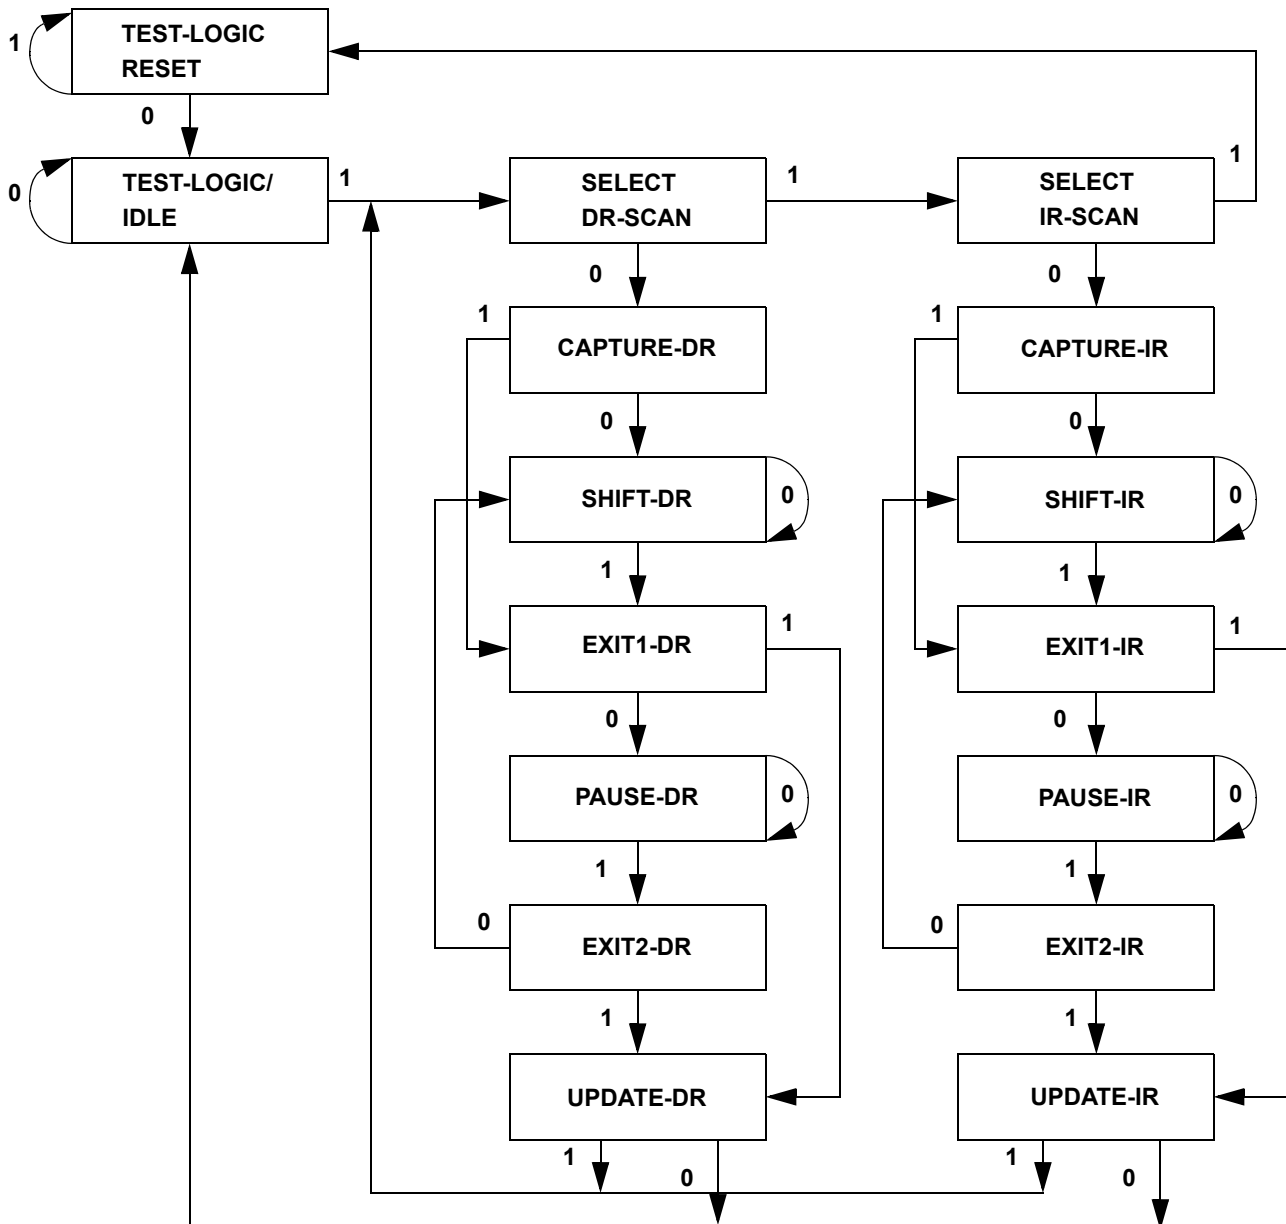 TEST-LOGIC
RESET
1
0
TEST-LOGIC/
IDLE
0
1
SELECT
DR-SCAN
1
SELECT
IR-SCAN
1
0
0
1
CAPTURE-DR
1
CAPTURE-IR
0
0
SHIFT-DR
0
SHIFT-IR
0
1
1
EXIT1-DR
1
EXIT1-IR
1
0
0
PAUSE-DR
0
PAUSE-IR
0
1
1
0
EXIT2-DR
0
EXIT2-IR
1
1
UPDATE-DR
UPDATE-IR
1
0
1
0